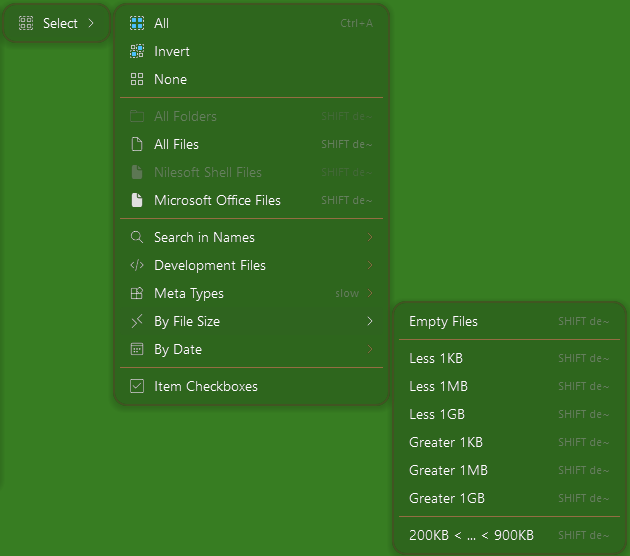 Select
All Ctrl+A
Invert
None
All Folders SHIFT de~
All Files SHIFT de~
Nilesoft Shell Files SHIFT de~
Microsoft Office Files SHIFT de~
Search in Names
Development Files
Meta Types slow
By File Size
By Date
Item Checkboxes
Empty Files SHIFT de~
Less 1KB SHIFT de~
Less 1MB SHIFT de~
Less 1GB SHIFT de~
Greater 1KB SHIFT de~
Greater 1MB SHIFT de~
Greater 1GB SHIFT de~
200KB < ... < 900KB SHIFT de~